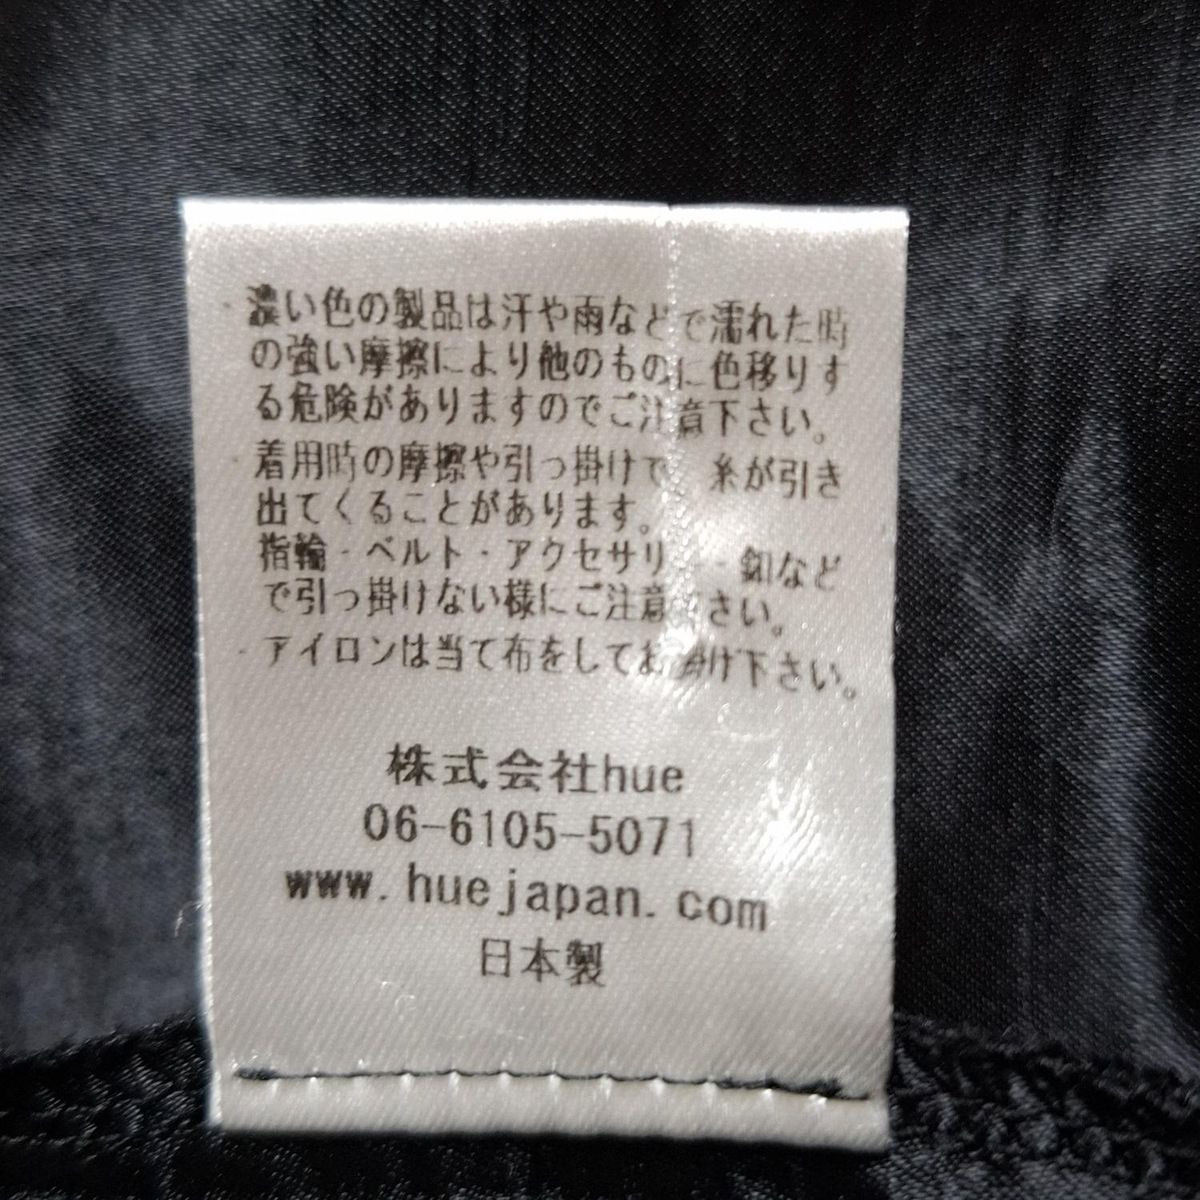 ・濃い色の製品は汗や雨などで濡れた時
の強い摩擦により他のものに色移りす
る危険がありますのでご注意下さい。
・着用時の摩擦や引っ掛けで、糸が引き
出てくることがあります。
指輪・ベルト・アクセサリー・釦など
で引っ掛けない様にご注意下さい。
・アイロンは当て布をしてお掛け下さい。
株式会社hue
06-6105-5071
www.huejapan.com
日本製